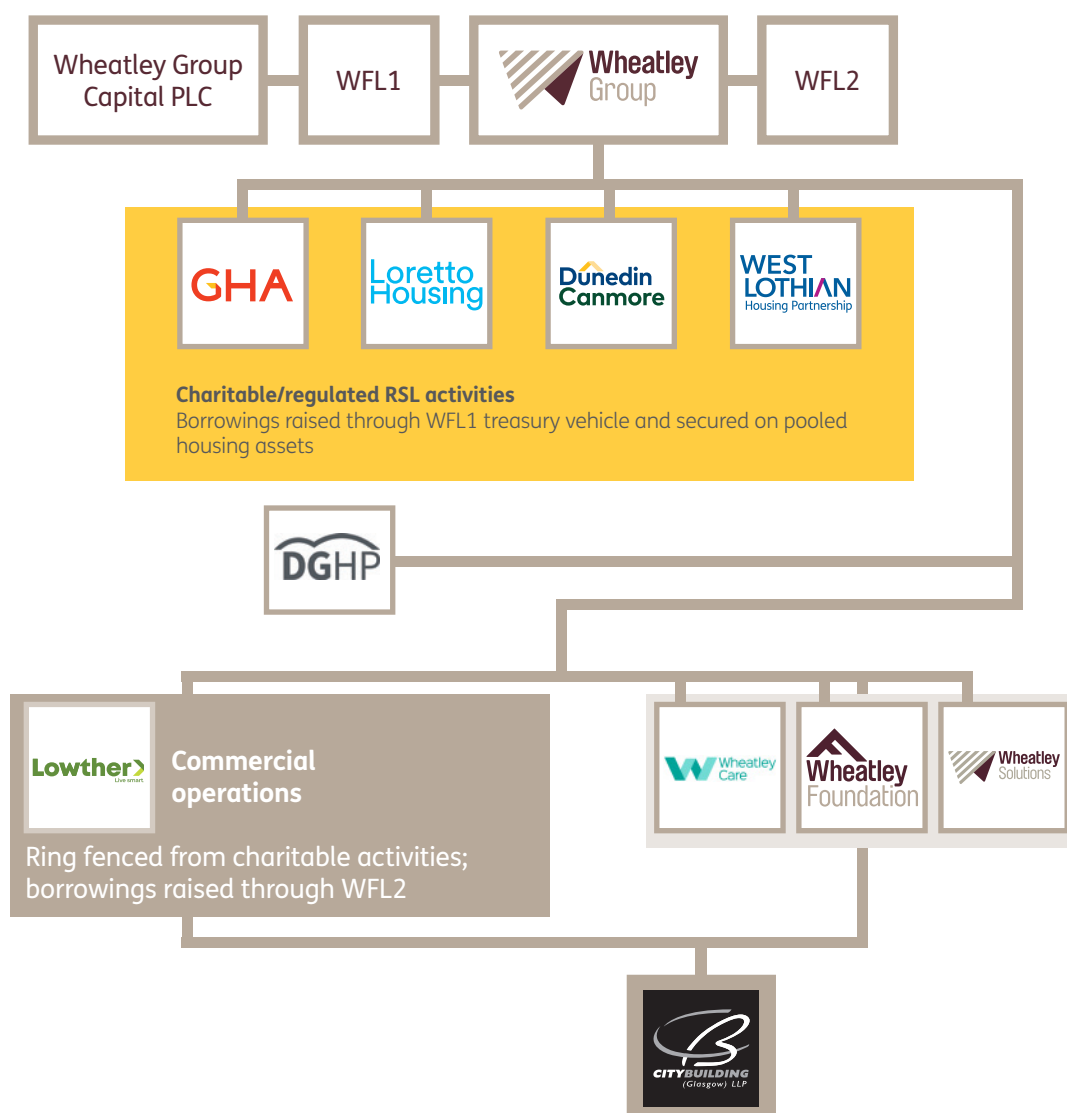 Wheatley Group
Capital PLC
WFL1
Wheatley
Group
WFL2
GHA
Loretto
Housing
Dunedin
Canmore
WEST
LOTHIAN
Housing Partnership
Charitable/regulated RSL activities
Borrowings raised through WFL1 treasury vehicle and secured on pooled
housing assets
DGHP
Lowther
Live smart
Commercial
operations
Ring fenced from charitable activities;
borrowings raised through WFL2
Wheatley
Care
Wheatley
Foundation
Wheatley
Solutions
CITYBUILDING
(Glasgow) LLP